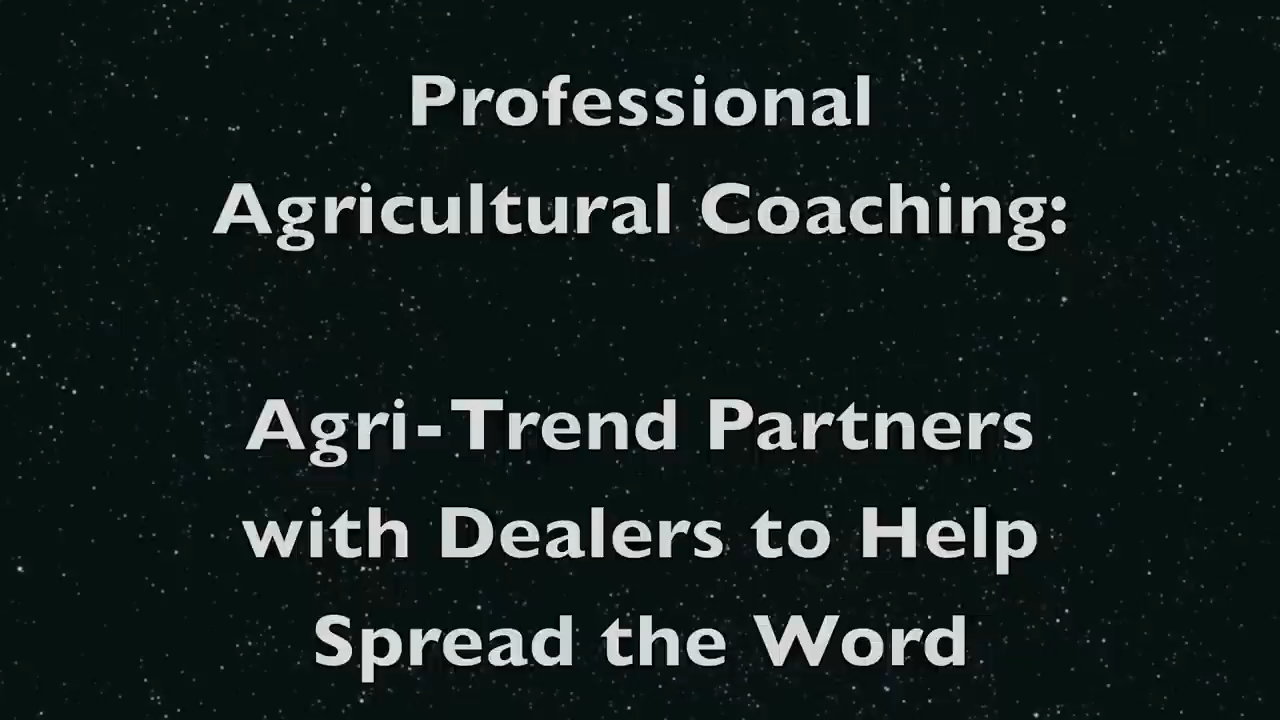 Professional
Agricultural Coaching:
Agri-Trend Partners
with Dealers to Help
Spread the Word